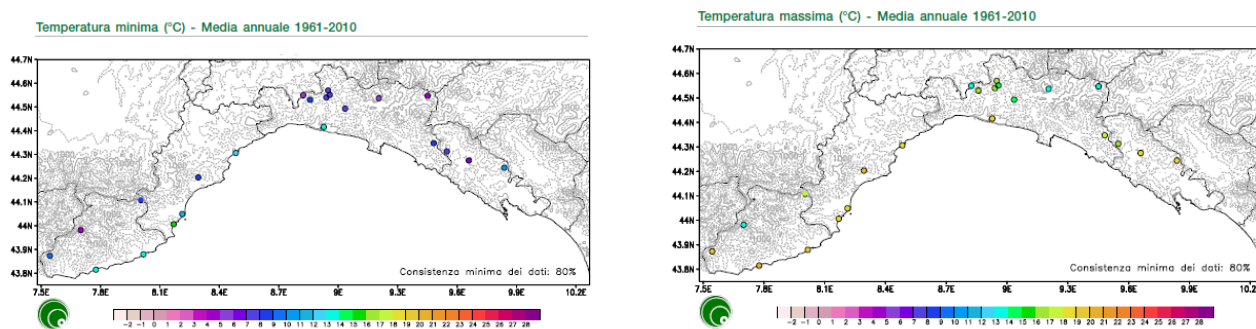 Temperatura minima (°C) - Media annuale 1961-2010
44.7N
44.6N
44.5N
44.4N
44.3N
44.2N
44.1N
44N
43.9N
43.8N
Consistenza minima dei dati: 80%
7.5E 7.8E 8.1E 8.4E 8.7E 9E 9.3E 9.6E 9.9E 10.2E
-2 -1 0 1 2 3 4 5 6 7 8 9 10 11 12 13 14 15 16 17 18 19 20 21 22 23 24 25 26 27 28
Temperatura massima (°C) - Media annuale 1961-2010
44.7N
44.6N
44.5N
44.4N
44.3N
44.2N
44.1N
44N
43.9N
43.8N
Consistenza minima dei dati: 80%
7.5E 7.8E 8.1E 8.4E 8.7E 9E 9.3E 9.6E 9.9E 10.2E
-2 -1 0 1 2 3 4 5 6 7 8 9 10 11 12 13 14 15 16 17 18 19 20 21 22 23 24 25 26 27 28